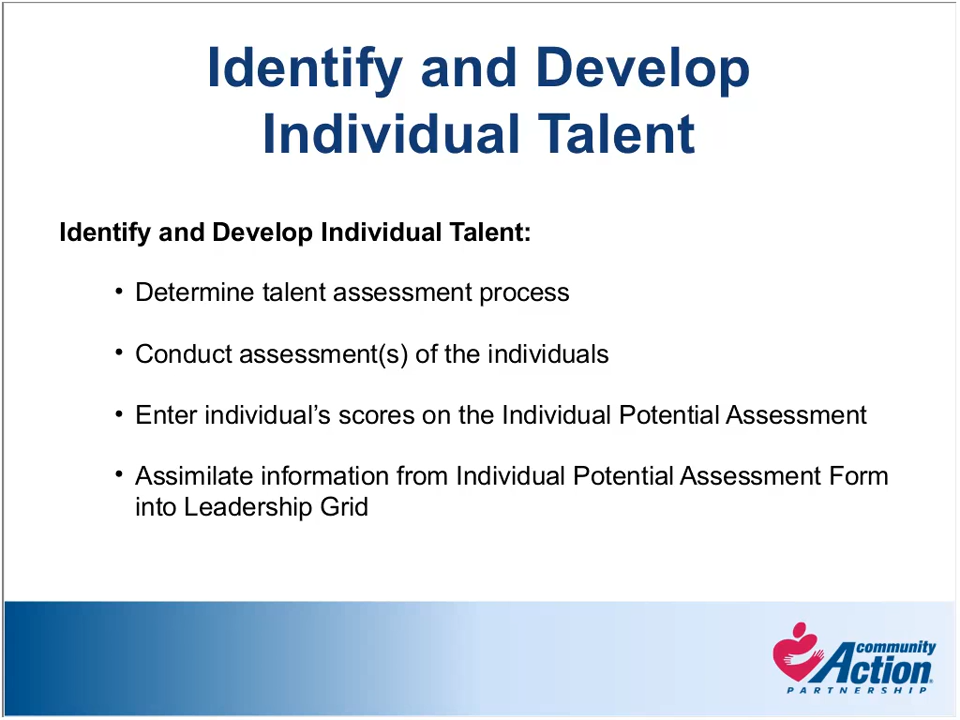 Identify and Develop
Individual Talent
Identify and Develop Individual Talent:
• Determine talent assessment process
• Conduct assessment(s) of the individuals
• Enter individual’s scores on the Individual Potential Assessment
• Assimilate information from Individual Potential Assessment Form
into Leadership Grid
community
Action®
PARTNERSHIP